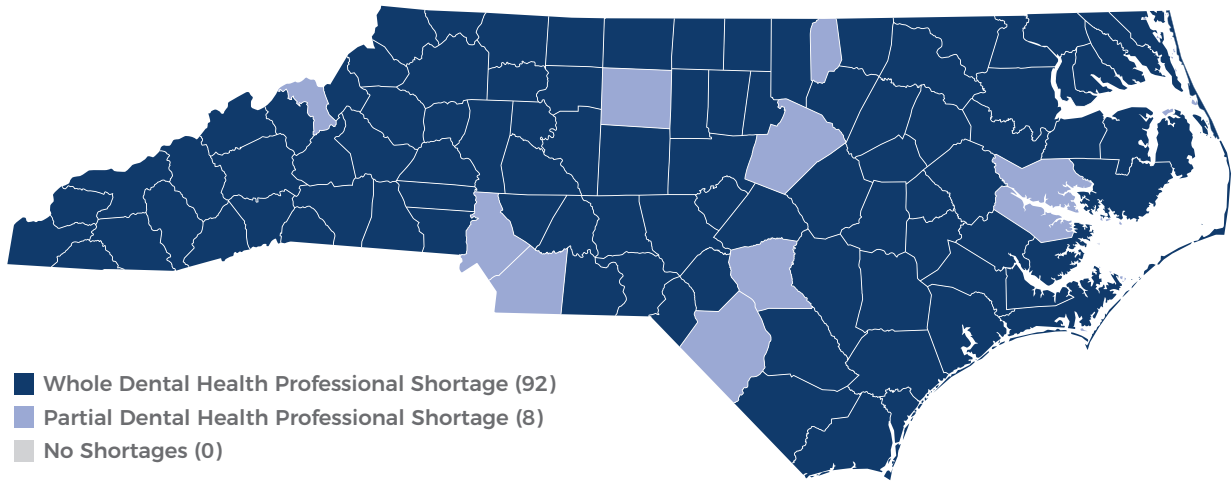 Whole Dental Health Professional Shortage (92)
Partial Dental Health Professional Shortage (8)
No Shortages (0)